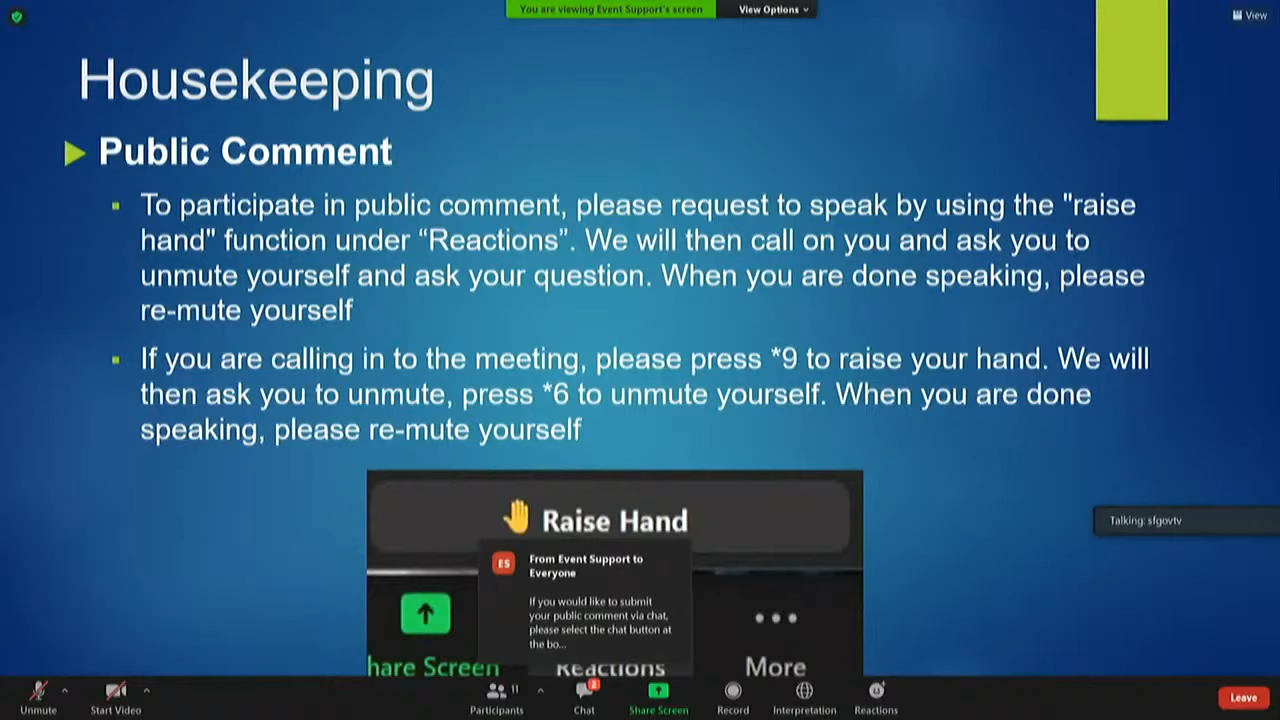 You are viewing Event Support's screen
View Options
View
Housekeeping
Public Comment
To participate in public comment, please request to speak by using the "raise
hand" function under “Reactions”. We will then call on you and ask you to
unmute yourself and ask your question. When you are done speaking, please
re-mute yourself
If you are calling in to the meeting, please press *9 to raise your hand. We will
then ask you to unmute, press *6 to unmute yourself. When you are done
speaking, please re-mute yourself
Raise Hand
Talking: sfgovtv
ES
From Event Support to
Everyone
If you would like to submit
your public comment via chat,
please select the chat button at
the bo...
hare Screen
Reactions
More
Unmute
Start Video
Participants
11
Chat
2
Share Screen
Record
Interpretation
Reactions
Leave